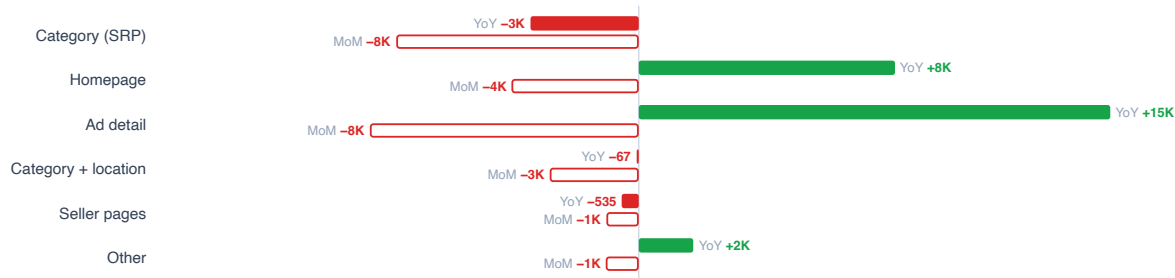 YoY −3K
Category (SRP)
MoM −8K
YoY +8K
Homepage
MoM −4K
YoY +15K
Ad detail
MoM −8K
YoY −67
Category + location
MoM −3K
YoY −535
Seller pages
MoM −1K
YoY +2K
Other
MoM −1K